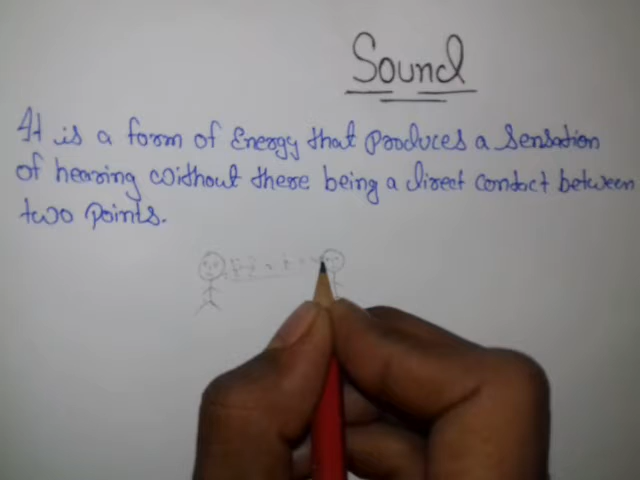 Sound
It is a form of Energy that produces a sensation
of hearing without there being a direct contact between
two points.